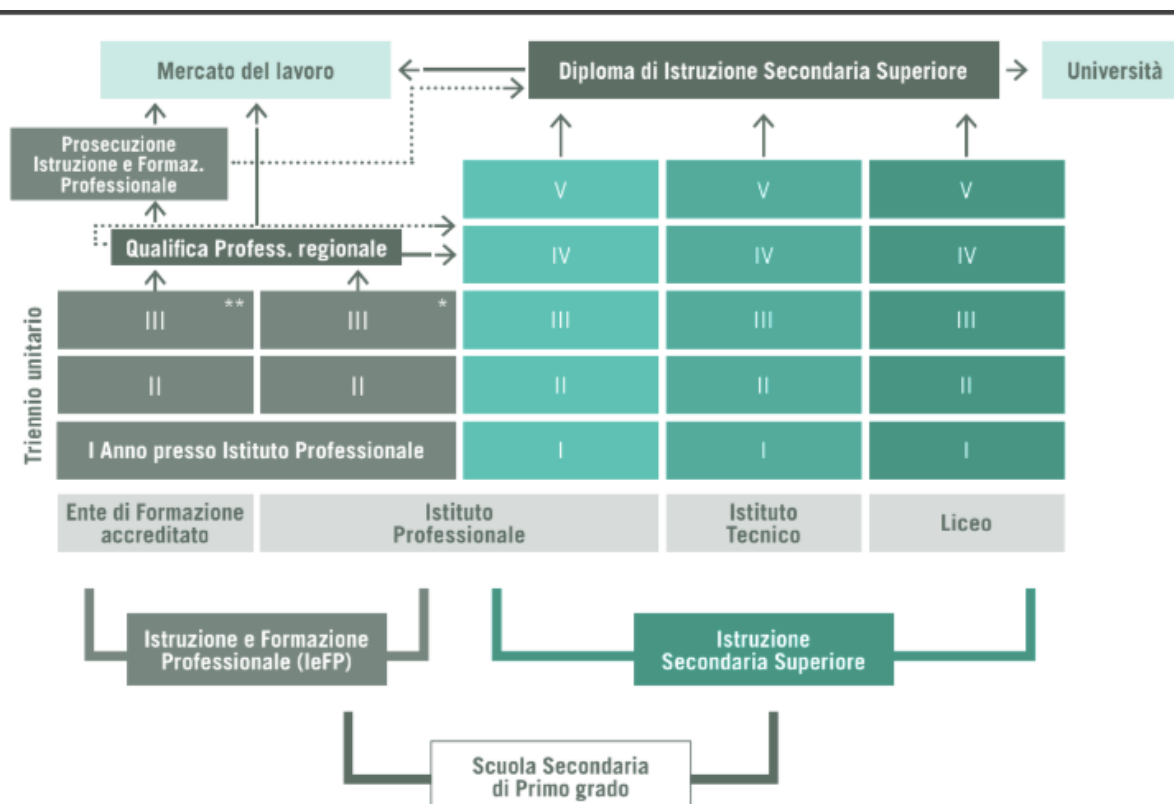 Mercato del lavoro
Diploma di Istruzione Secondaria Superiore
Università
Prosecuzione
Istruzione e Formaz.
Professionale
Qualifica Profess. regionale
V
V
V
IV
IV
IV
III **
III *
III
III
III
II
II
II
II
II
I Anno presso Istituto Professionale
I
I
I
Triennio unitario
Ente di Formazione
accreditato
Istituto
Professionale
Istituto
Tecnico
Liceo
Istruzione e Formazione
Professionale (IeFP)
Istruzione
Secondaria Superiore
Scuola Secondaria
di Primo grado